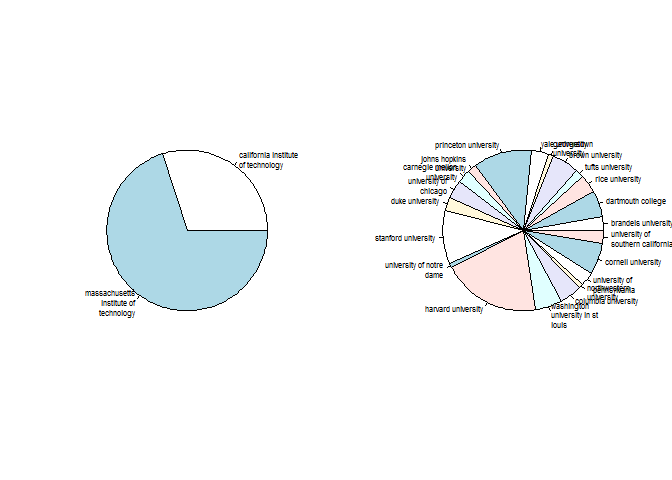 california institute
of technology
massachusetts
institute of
technology
princeton university
johns hopkins
university
carnegie mellon
university
university of
chicago
duke university
stanford university
university of notre
dame
harvard university
washington
university in st
louis
columbia university
northwestern
university
university of
pennsylvania
cornell university
university of
southern california
brandeis university
dartmouth college
rice university
tufts university
brown university
georgetown
university
yale university